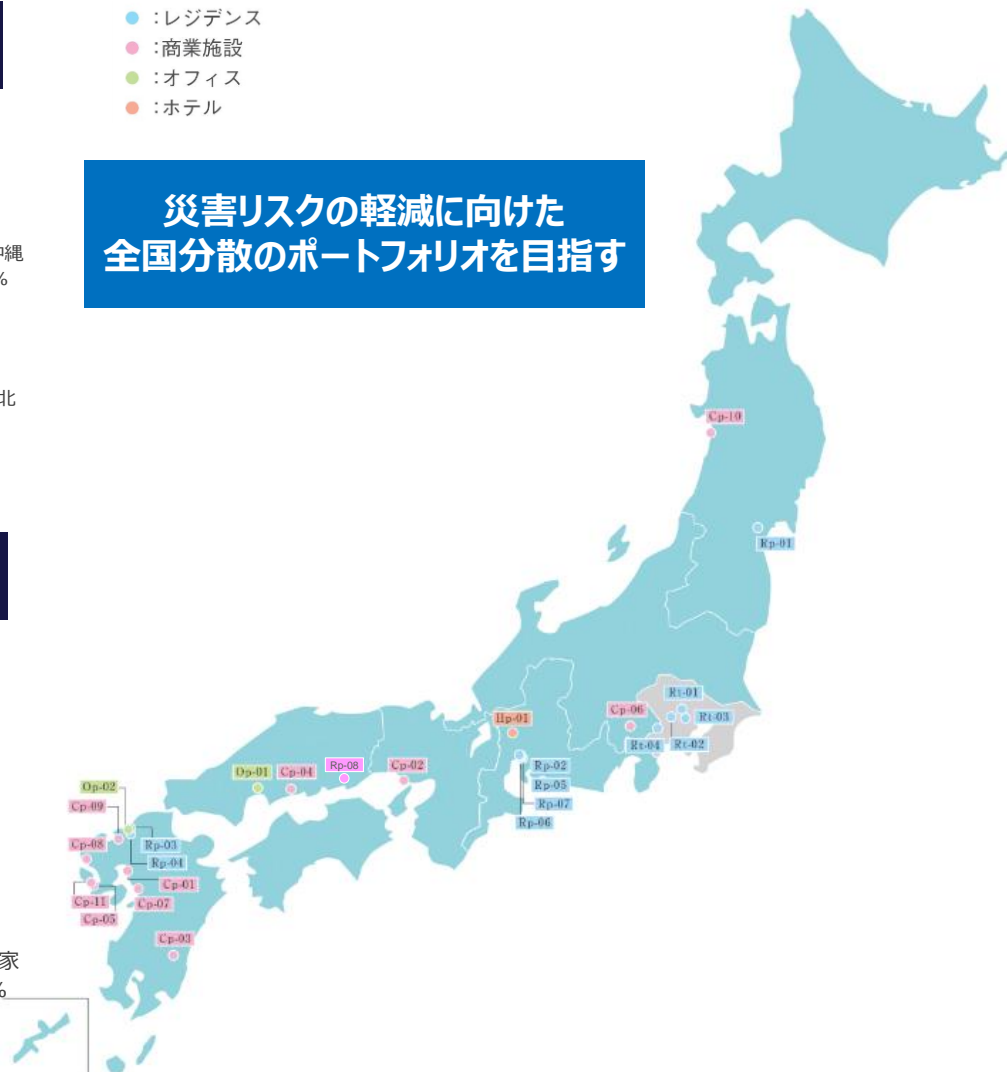 :レジデンス
:商業施設
:オフィス
:ホテル
災害リスクの軽減に向けた
全国分散のポートフォリオを目指す
縄
%
北
家
%
Cp-10
Rp-01
Rt-01
Cp-06
Rt-03
Rt-04
Rt-02
Hp-01
Rp-02
Rp-05
Rp-07
Rp-06
Op-01
Cp-04
Rp-08
Cp-02
Op-02
Cp-09
Cp-08
Rp-03
Rp-04
Cp-01
Cp-11
Cp-07
Cp-05
Cp-03